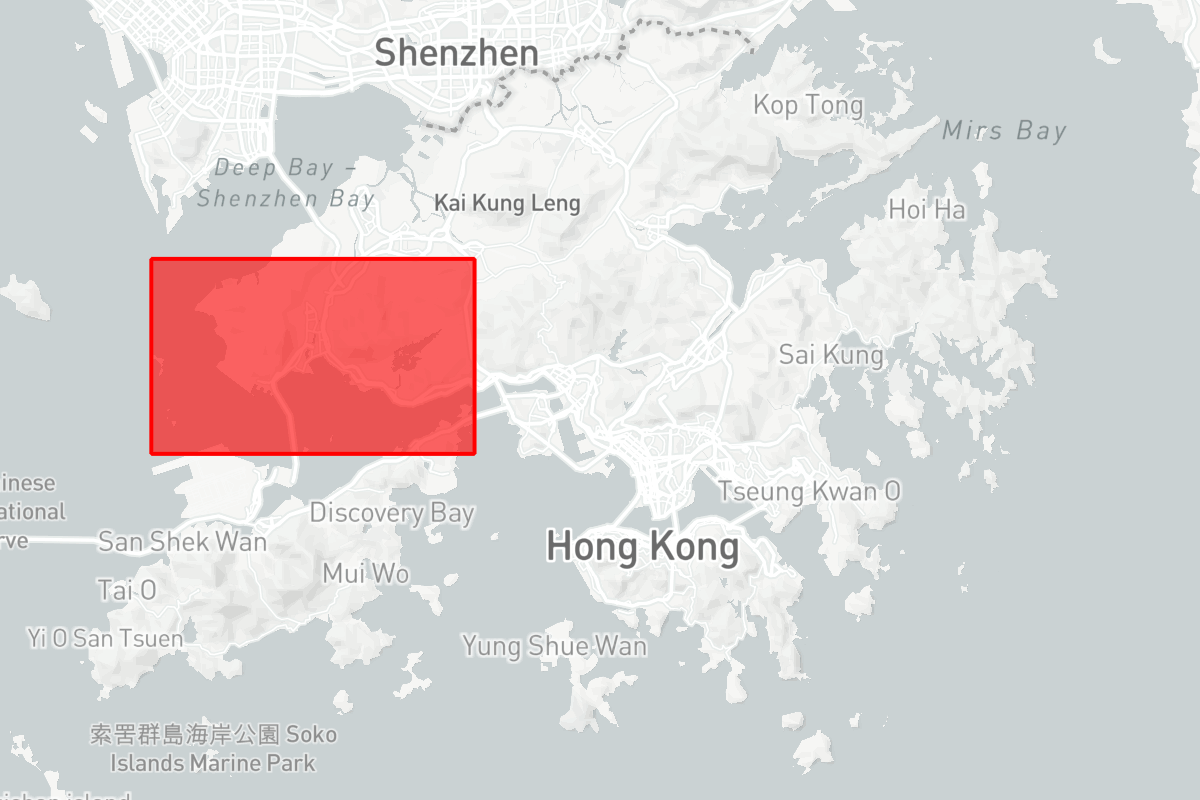 Shenzhen
Kop Tong
Mirs Bay
Deep Bay –
Shenzhen Bay
Kai Kung Leng
Hoi Ha
Sai Kung
inese
ational
rve
Tseung Kwan O
Discovery Bay
San Shek Wan
Hong Kong
Mui Wo
Tai O
Yi O San Tsuen
Yung Shue Wan
索罟群島海岸公園 Soko
Islands Marine Park